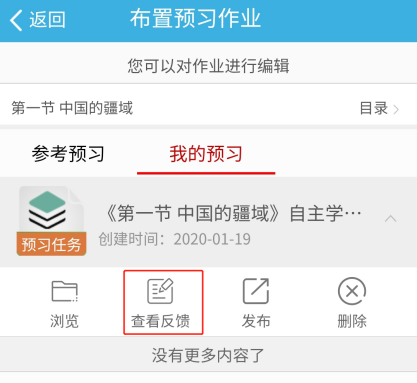 返回 布置预习作业
您可以对作业进行编辑
第一节 中国的疆域 目录
参考预习 我的预习
《第一节 中国的疆域》自主学…
预习任务 创建时间：2020-01-19
浏览 查看反馈 发布 删除
没有更多内容了